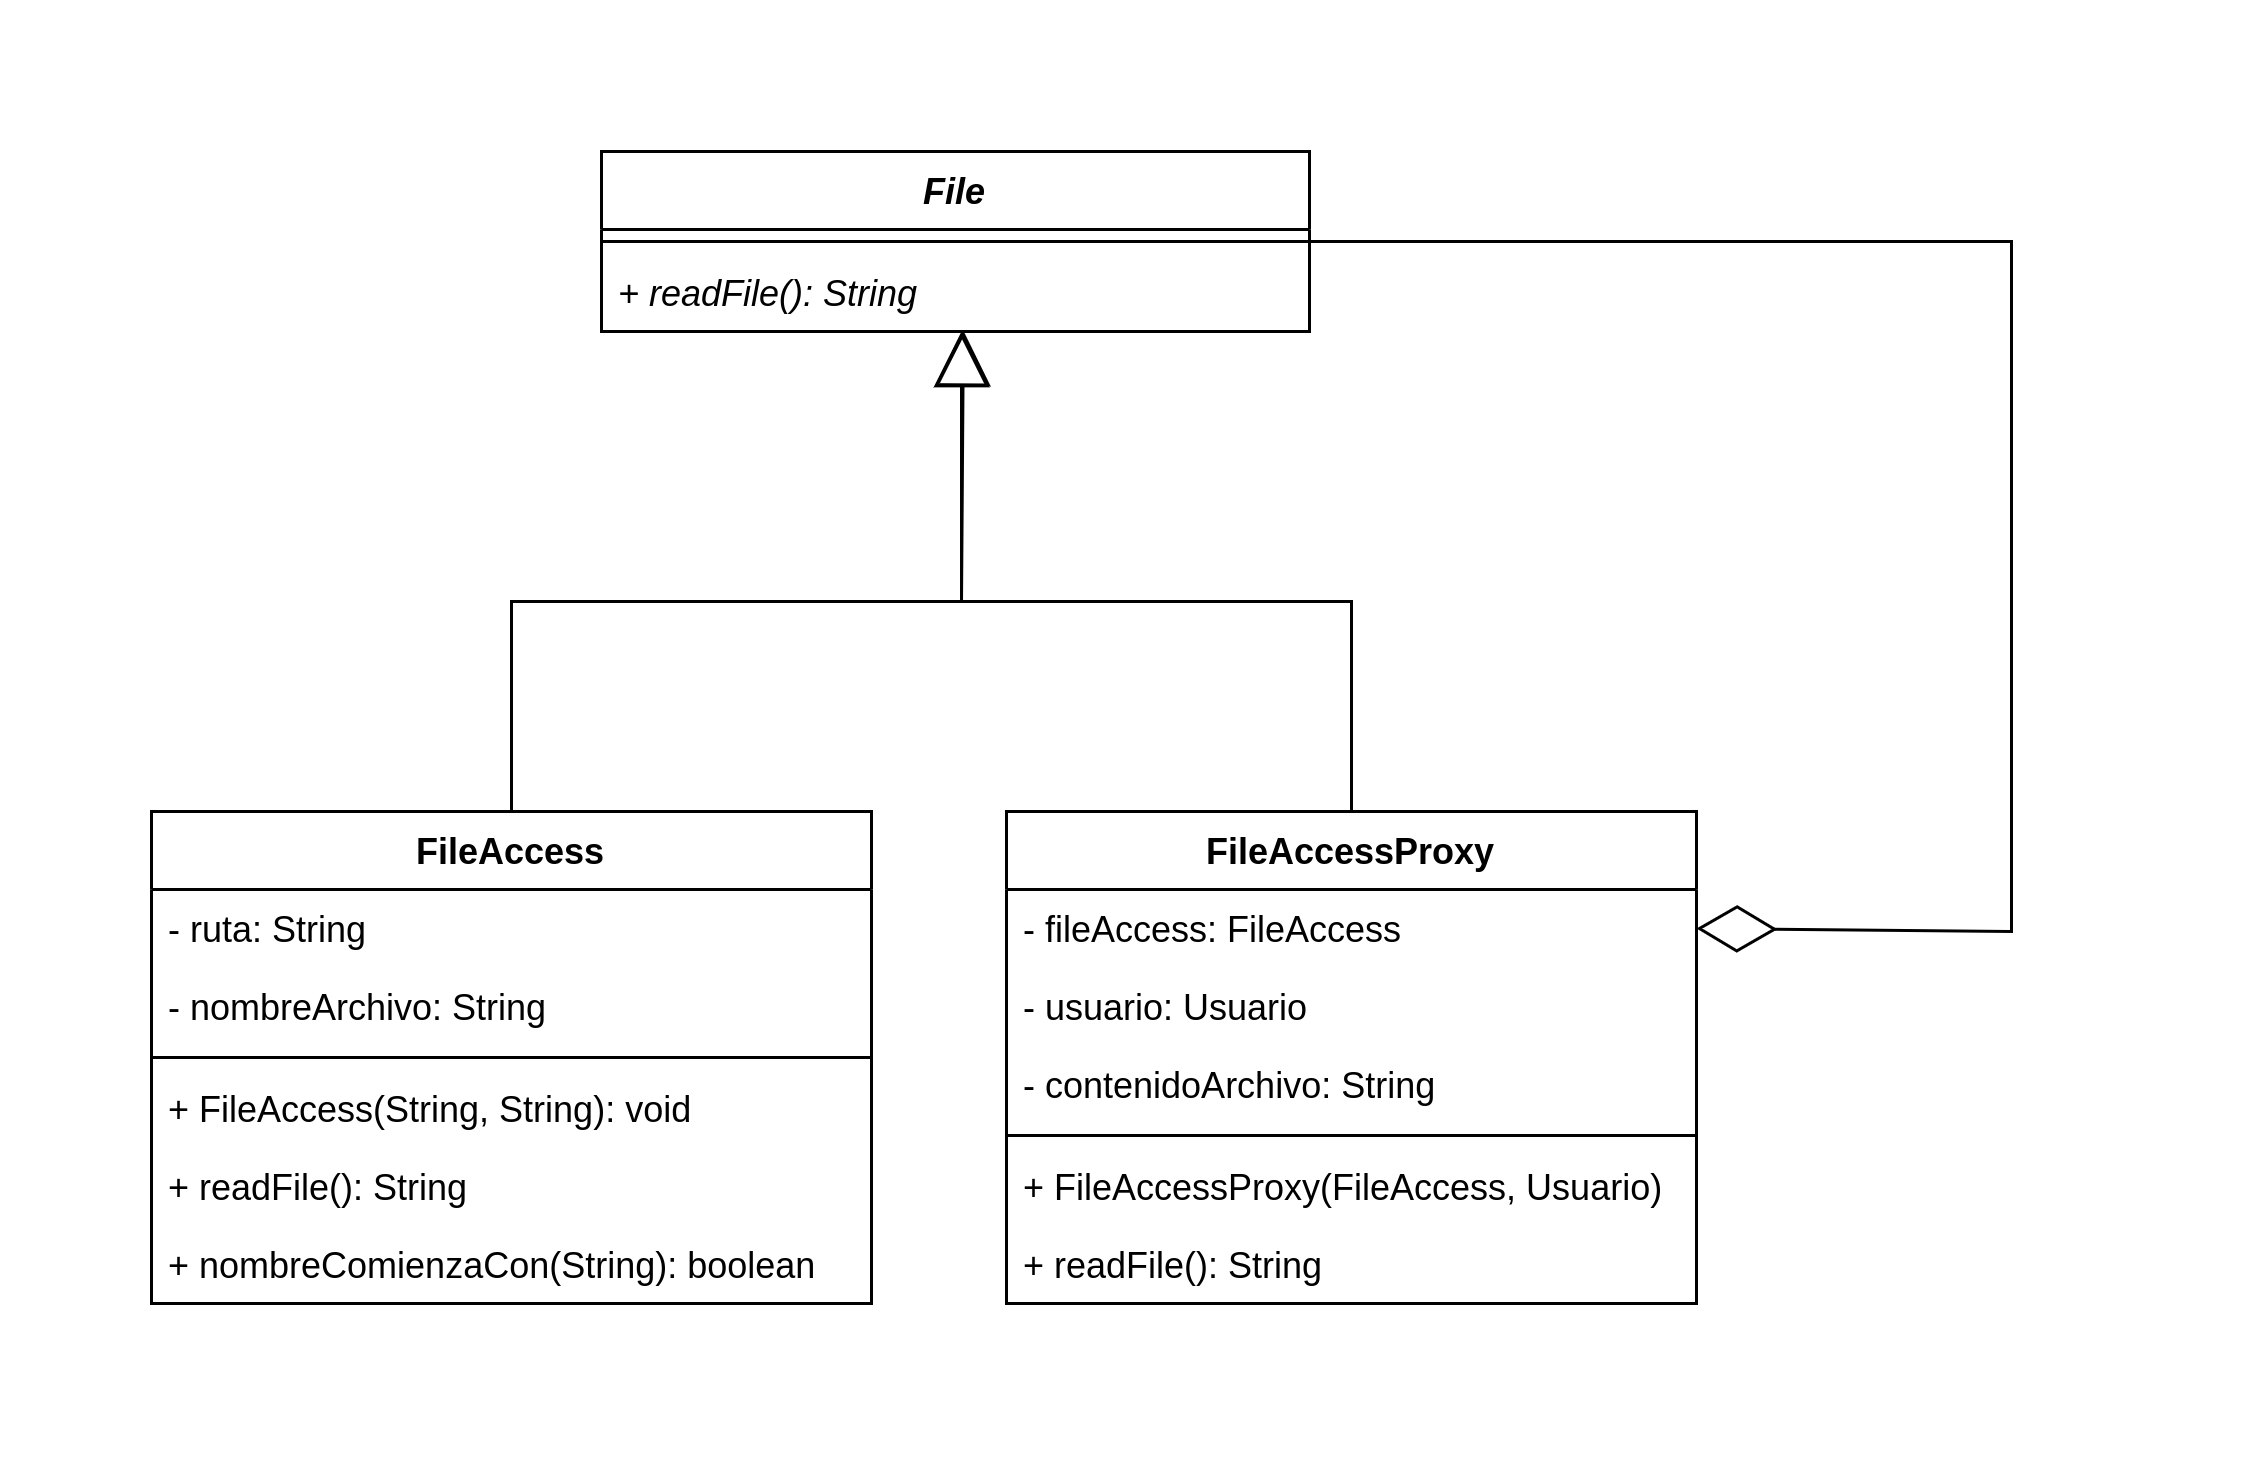 File
+ readFile(): String
FileAccess
- ruta: String
- nombreArchivo: String
+ FileAccess(String, String): void
+ readFile(): String
+ nombreComienzaCon(String): boolean
FileAccessProxy
- fileAccess: FileAccess
- usuario: Usuario
- contenidoArchivo: String
+ FileAccessProxy(FileAccess, Usuario)
+ readFile(): String